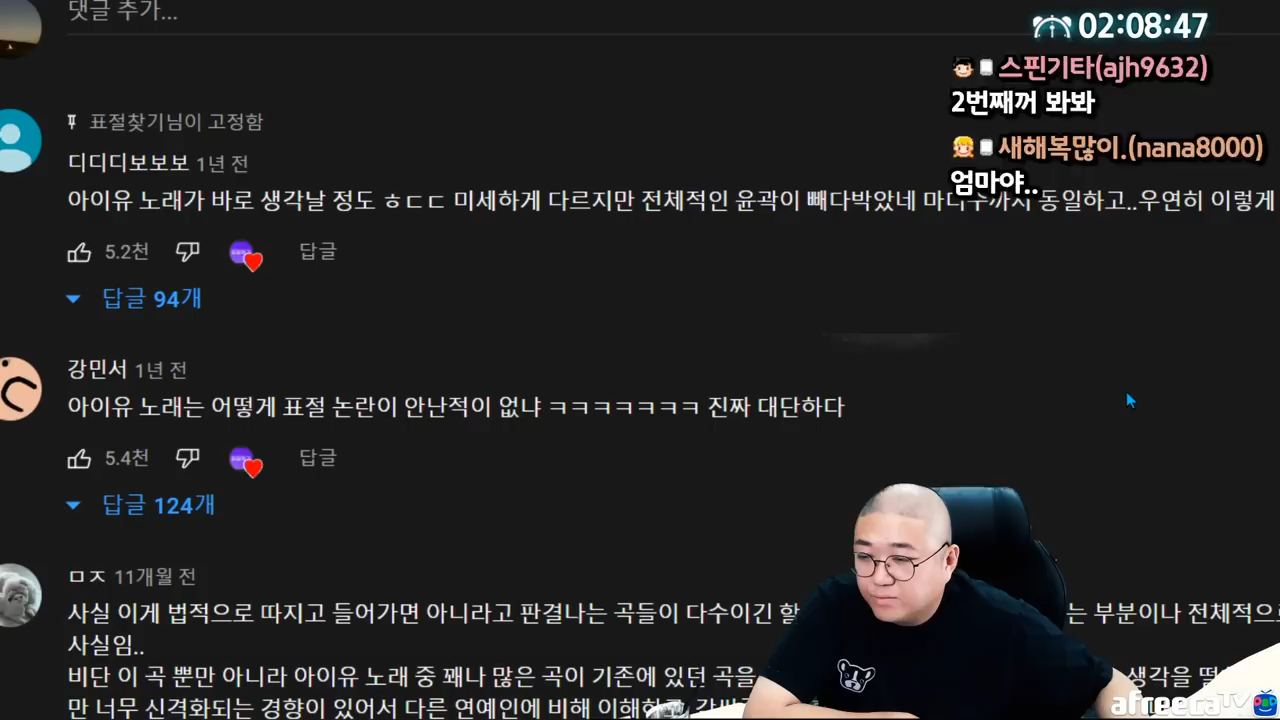 댓글 추가...
02:08:47
스핀기타(ajh9632)
2번째꺼 봐봐
새해복많이.(nana8000)
엄마야..
표절찾기님이 고정함
디디디보보보 1년 전
아이유 노래가 바로 생각날 정도 ㅎㄷㄷ 미세하게 다르지만 전체적인 윤곽이 빼다박았네 동일하고..우연히 이렇게
5.2천 답글
답글 94개
강민서 1년 전
아이유 노래는 어떻게 표절 논란이 안난적이 없냐 ㅋㅋㅋㅋㅋㅋㅋ 진짜 대단하다
5.4천 답글
답글 124개
ㅁㅈ 11개월 전
사실 이게 법적으로 따지고 들어가면 아니라고 판결나는 곡들이 다수이긴 할 는 부분이나 전체적으로
사실임..
비단 이 곡 뿐만 아니라 아이유 노래 중 꽤나 많은 곡이 기존에 있던 곡을 생각을
만 너무 신격화되는 경향이 있어서 다른 연예인에 비해
afreecaTV